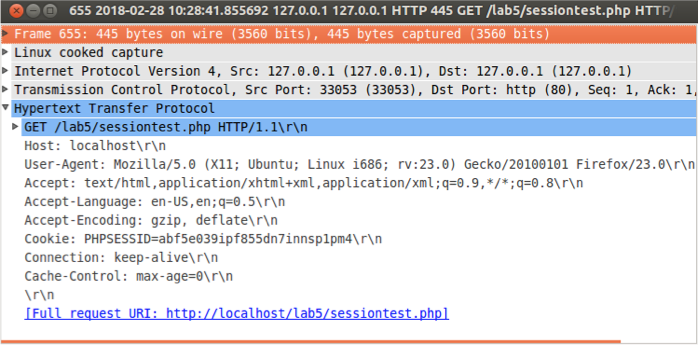 655 2018-02-28 10:28:41.855692 127.0.0.1 127.0.0.1 HTTP 445 GET /lab5/sessiontest.php HTTP/
Frame 655: 445 bytes on wire (3560 bits), 445 bytes captured (3560 bits)
Linux cooked capture
Internet Protocol Version 4, Src: 127.0.0.1 (127.0.0.1), Dst: 127.0.0.1 (127.0.0.1)
Transmission Control Protocol, Src Port: 33053 (33053), Dst Port: http (80), Seq: 1, Ack: 1,
Hypertext Transfer Protocol
GET /lab5/sessiontest.php HTTP/1.1\r\n
Host: localhost\r\n
User-Agent: Mozilla/5.0 (X11; Ubuntu; Linux i686; rv:23.0) Gecko/20100101 Firefox/23.0\r\n
Accept: text/html,application/xhtml+xml,application/xml;q=0.9,*/*;q=0.8\r\n
Accept-Language: en-US,en;q=0.5\r\n
Accept-Encoding: gzip, deflate\r\n
Cookie: PHPSESSID=abf5e039ipf855dn7innsp1pm4\r\n
Connection: keep-alive\r\n
Cache-Control: max-age=0\r\n
\r\n
[Full request URI: http://localhost/lab5/sessiontest.php]